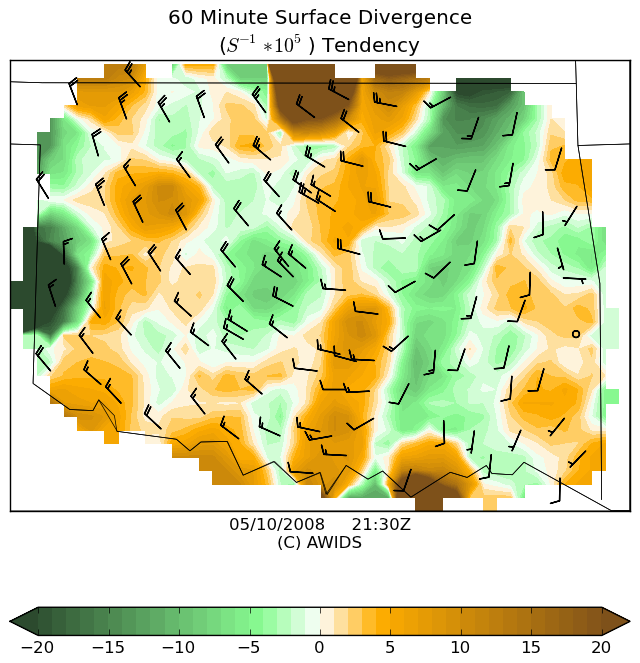 60 Minute Surface Divergence
(S⁻¹ * 10⁵ ) Tendency
05/10/2008 21:30Z
(C) AWIDS
−20 −15 −10 −5 0 5 10 15 20